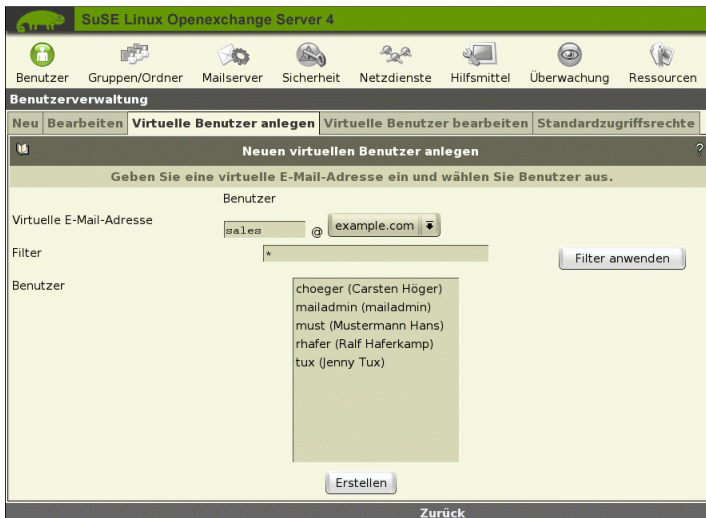 SuSE Linux Openexchange Server 4
Benutzer Gruppen/Ordner Mailserver Sicherheit Netzdienste Hilfsmittel Überwachung Ressourcen
Benutzerverwaltung
Neu Bearbeiten Virtuelle Benutzer anlegen Virtuelle Benutzer bearbeiten Standardzugriffsrechte
Neuen virtuellen Benutzer anlegen ?
Geben Sie eine virtuelle E-Mail-Adresse ein und wählen Sie Benutzer aus.
Benutzer
Virtuelle E-Mail-Adresse sales @ example.com
Filter * Filter anwenden
Benutzer
choeger (Carsten Höger)
mailadmin (mailadmin)
must (Mustermann Hans)
rhafer (Ralf Haferkamp)
tux (Jenny Tux)
Erstellen
Zurück